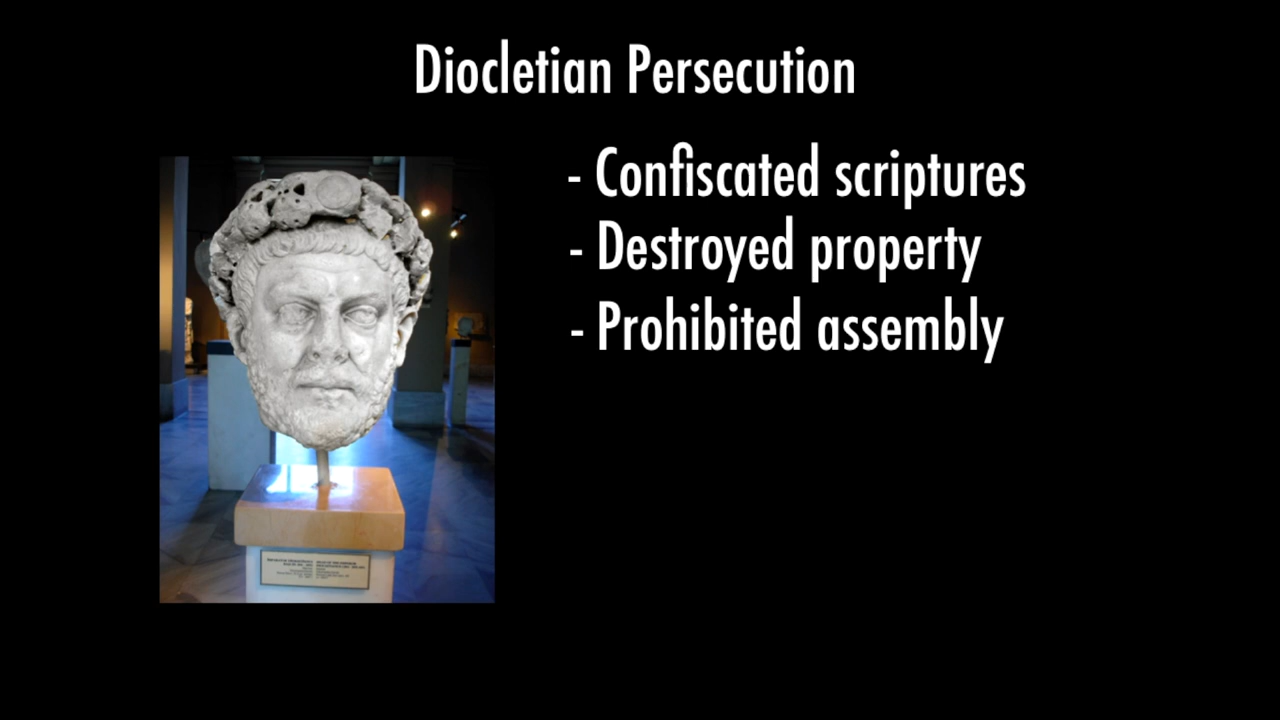 Diocletian Persecution
- Confiscated scriptures
- Destroyed property
- Prohibited assembly